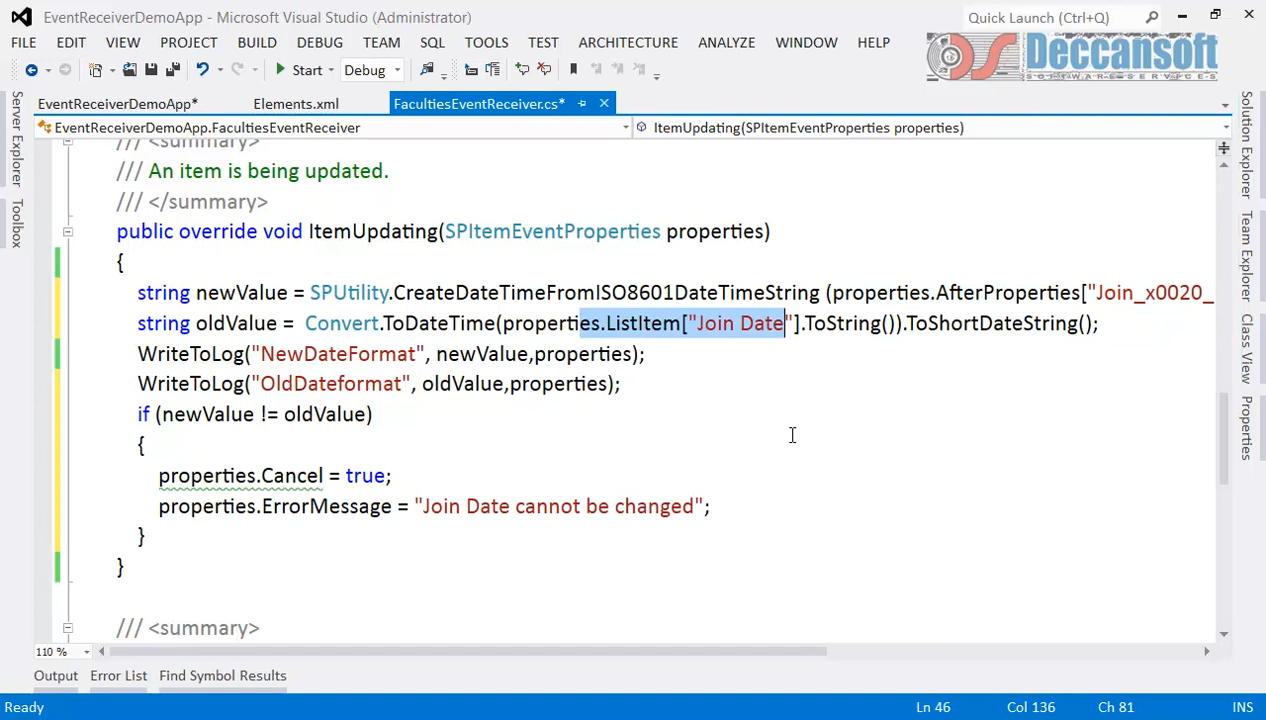 EventReceiverDemoApp - Microsoft Visual Studio (Administrator)
Quick Launch (Ctrl+Q)
FILE EDIT VIEW PROJECT BUILD DEBUG TEAM SQL TOOLS TEST ARCHITECTURE ANALYZE WINDOW HELP
Start Debug
Deccansoft
SOFTWARE SERVICES
EventReceiverDemoApp* Elements.xml FacultiesEventReceiver.cs*
EventReceiverDemoApp.FacultiesEventReceiver ItemUpdating(SPItemEventProperties properties)
Server Explorer
Toolbox
Solution Explorer
Team Explorer
Class View
Properties
/// <summary>
/// An item is being updated.
/// </summary>
public override void ItemUpdating(SPItemEventProperties properties)
{
string newValue = SPUtility.CreateDateTimeFromISO8601DateTimeString (properties.AfterProperties["Join_x0020_
string oldValue = Convert.ToDateTime(properties.ListItem["Join Date"].ToString()).ToShortDateString();
WriteToLog("NewDateFormat", newValue,properties);
WriteToLog("OldDateformat", oldValue,properties);
if (newValue != oldValue)
{
properties.Cancel = true;
properties.ErrorMessage = "Join Date cannot be changed";
}
}
/// <summary>
110 %
Output Error List Find Symbol Results
Ready Ln 46 Col 136 Ch 81 INS